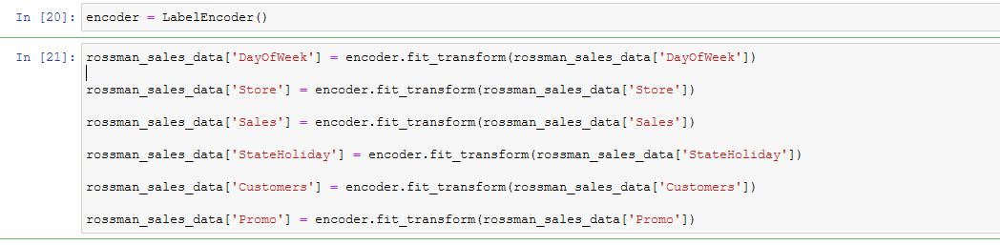 In [20]: encoder = LabelEncoder()
In [21]: rossman_sales_data['DayOfWeek'] = encoder.fit_transform(rossman_sales_data['DayOfWeek'])
rossman_sales_data['Store'] = encoder.fit_transform(rossman_sales_data['Store'])
rossman_sales_data['Sales'] = encoder.fit_transform(rossman_sales_data['Sales'])
rossman_sales_data['StateHoliday'] = encoder.fit_transform(rossman_sales_data['StateHoliday'])
rossman_sales_data['Customers'] = encoder.fit_transform(rossman_sales_data['Customers'])
rossman_sales_data['Promo'] = encoder.fit_transform(rossman_sales_data['Promo'])